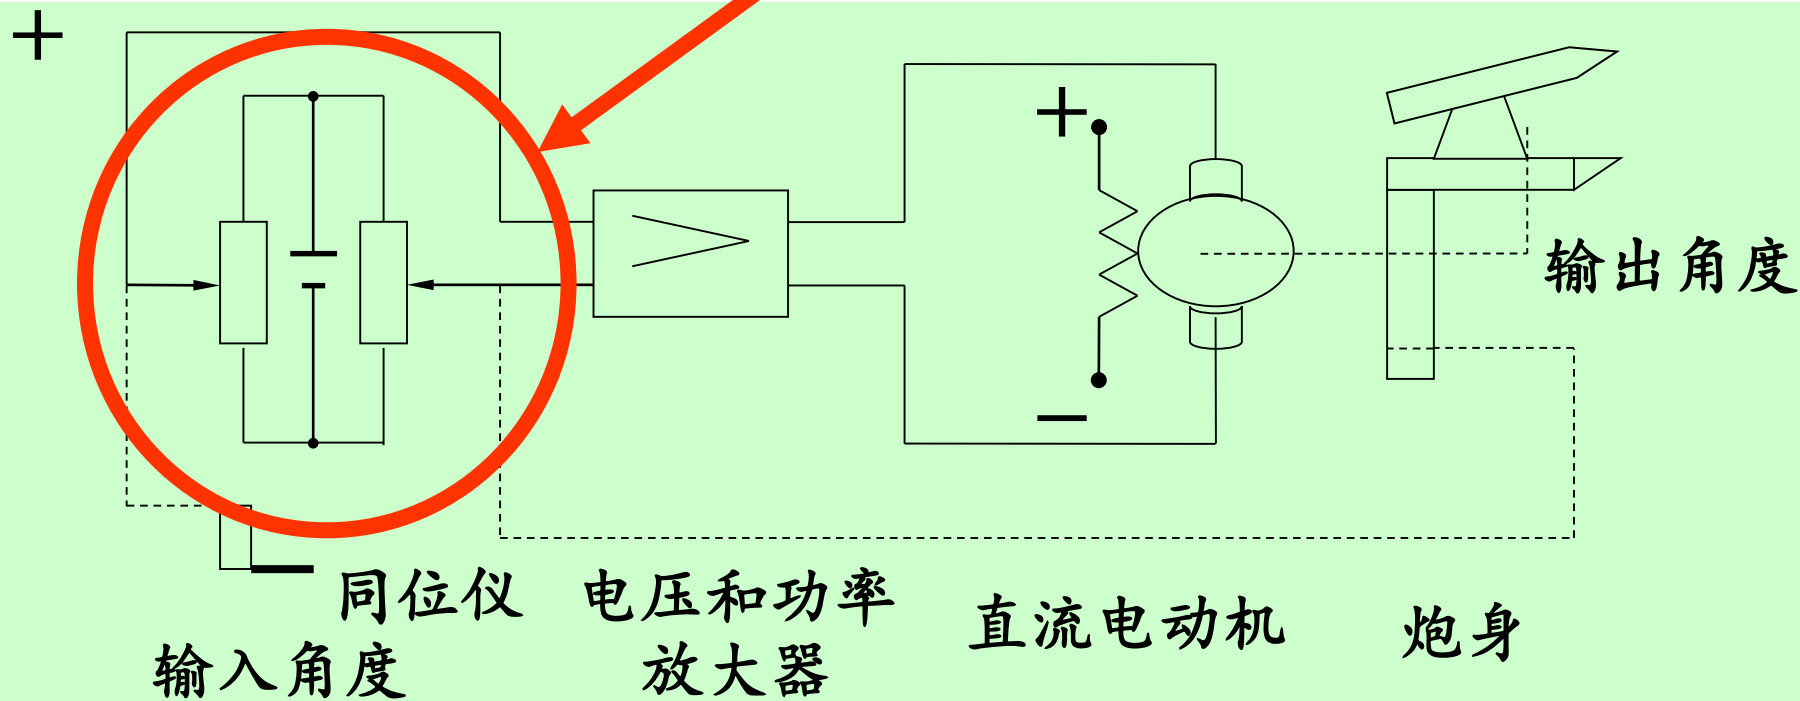 +
+
输出角度
—
同位仪
电压和功率
放大器
直流电动机
炮身
输入角度